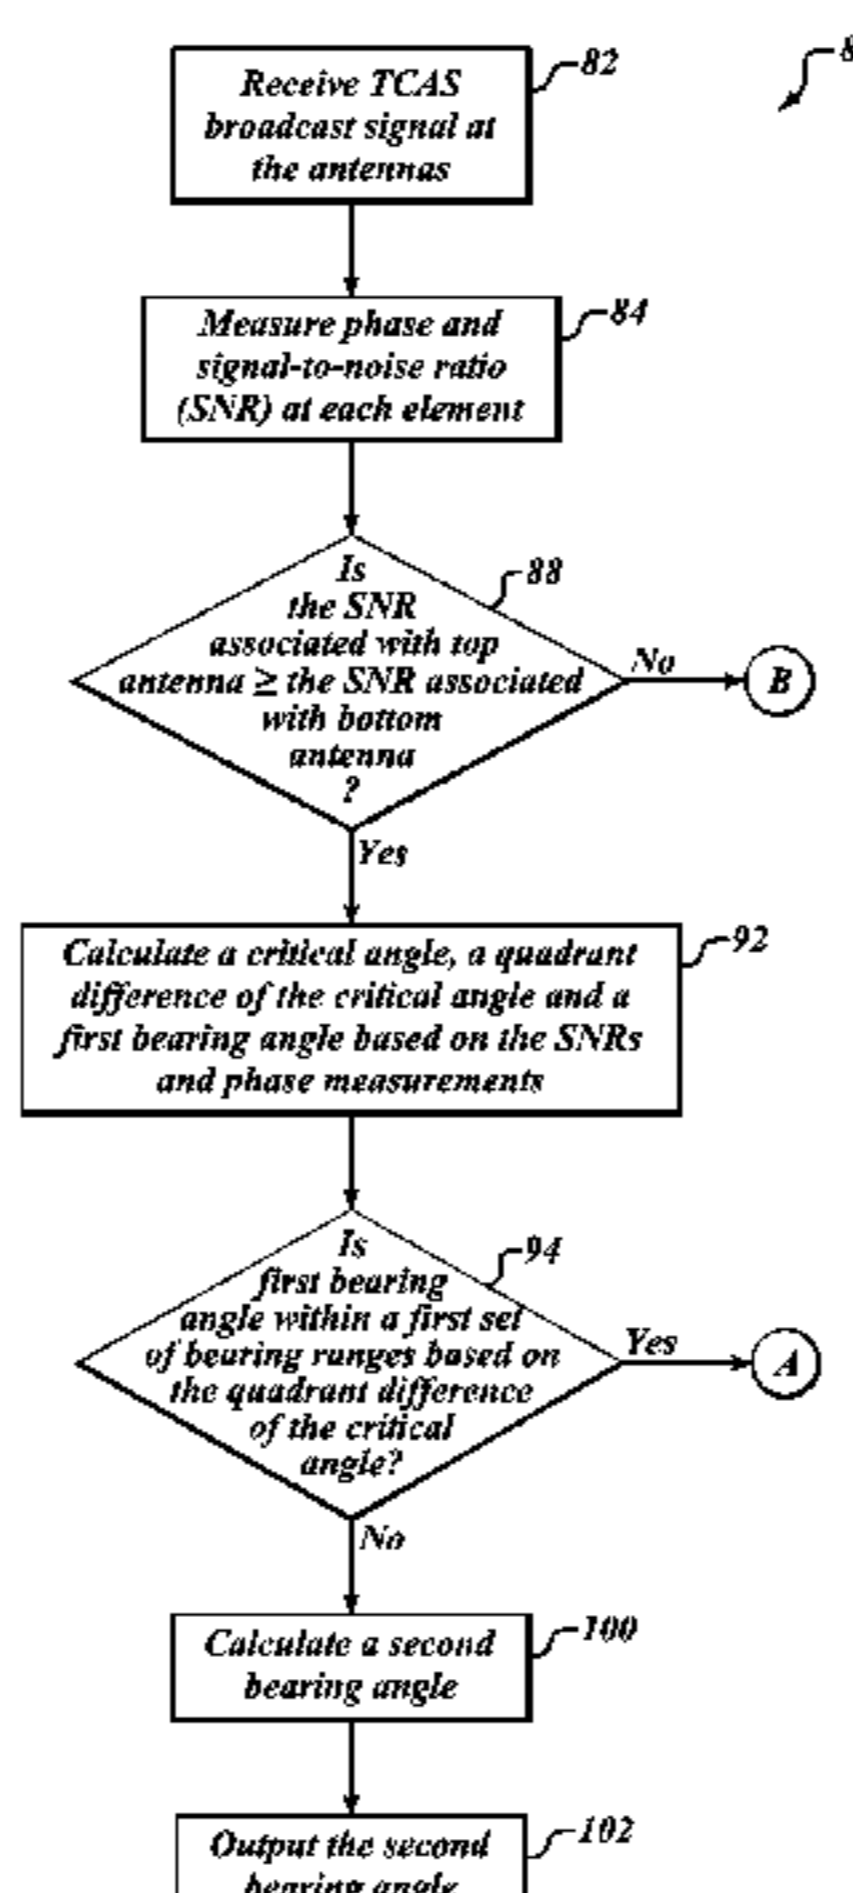 Receive TCAS
broadcast signal at
the antennas
82
8
Measure phase and
signal-to-noise ratio
(SNR) at each element
84
Is
the SNR
associated with top
antenna ≥ the SNR associated
with bottom
antenna
?
88
No
B
Yes
Calculate a critical angle, a quadrant
difference of the critical angle and a
first bearing angle based on the SNRs
and phase measurements
92
Is
first bearing
angle within a first set
of bearing ranges based on
the quadrant difference
of the critical
angle?
94
Yes
A
No
Calculate a second
bearing angle
100
Output the second
bearing angle
102